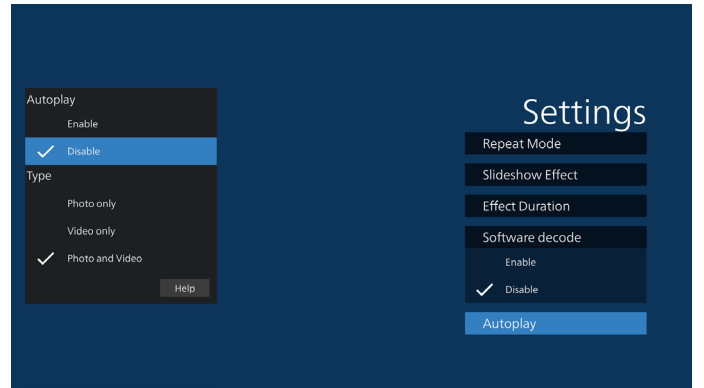 Autoplay
Enable
Disable
Type
Photo only
Video only
Photo and Video
Help
Settings
Repeat Mode
Slideshow Effect
Effect Duration
Software decode
Enable
Disable
Autoplay